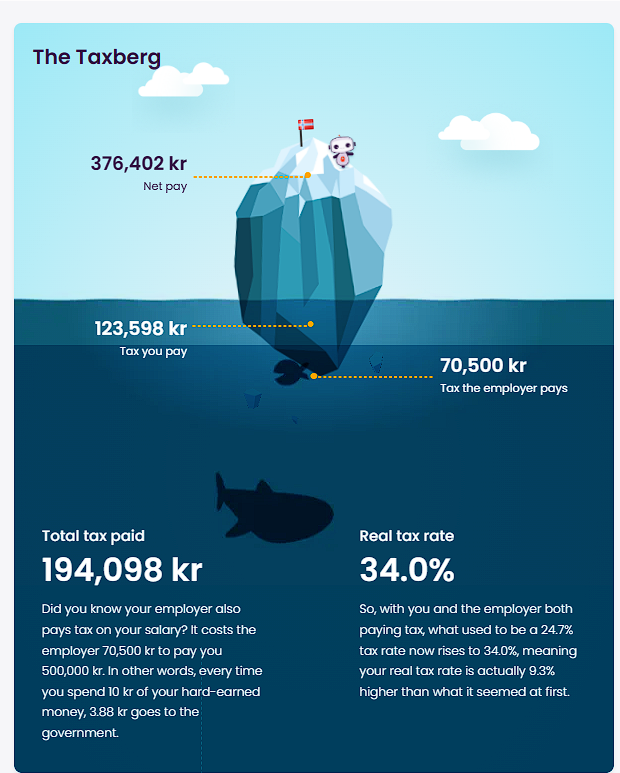 The Taxberg
376,402 kr
Net pay
123,598 kr
Tax you pay
70,500 kr
Tax the employer pays
Total tax paid
194,098 kr
Did you know your employer also
pays tax on your salary? It costs the
employer 70,500 kr to pay you
500,000 kr. In other words, every time
you spend 10 kr of your hard-earned
money, 3.88 kr goes to the
government.
Real tax rate
34.0%
So, with you and the employer both
paying tax, what used to be a 24.7%
tax rate now rises to 34.0%, meaning
your real tax rate is actually 9.3%
higher than what it seemed at first.